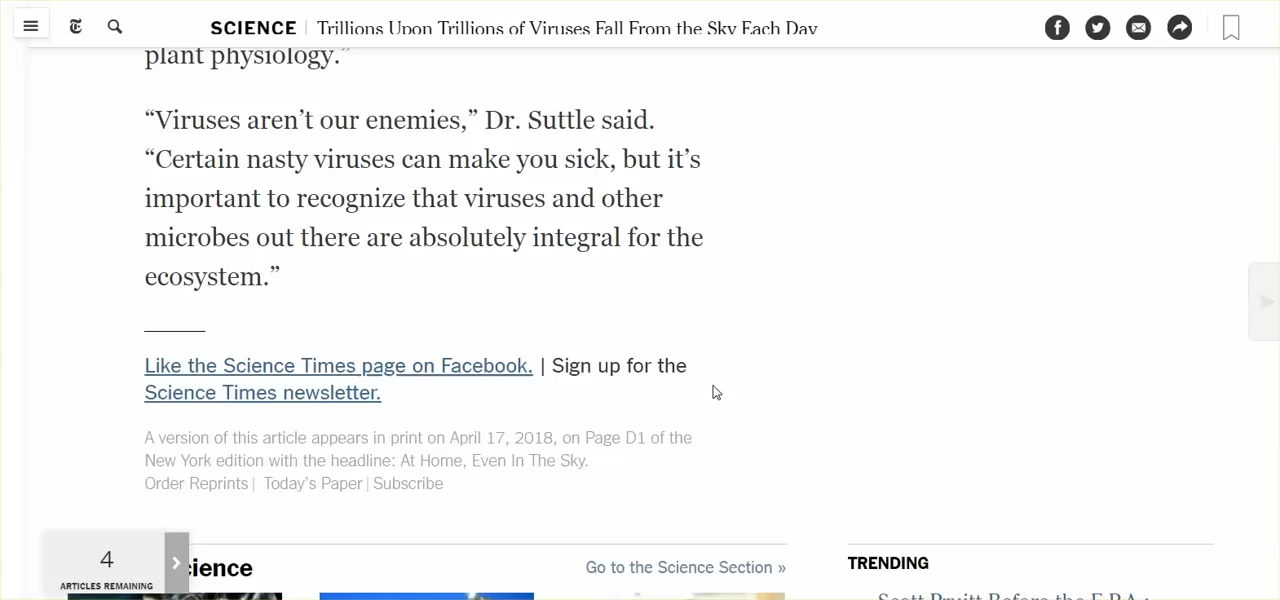 SCIENCE | Trillions Upon Trillions of Viruses Fall From the Sky Each Day
plant physiology.”
“Viruses aren’t our enemies,” Dr. Suttle said.
“Certain nasty viruses can make you sick, but it’s
important to recognize that viruses and other
microbes out there are absolutely integral for the
ecosystem.”
Like the Science Times page on Facebook. | Sign up for the
Science Times newsletter.
A version of this article appears in print on April 17, 2018, on Page D1 of the
New York edition with the headline: At Home, Even In The Sky.
Order Reprints | Today’s Paper | Subscribe
4
ARTICLES REMAINING
cience
Go to the Science Section »
TRENDING
Scott Pruitt Before the E.P.A.: